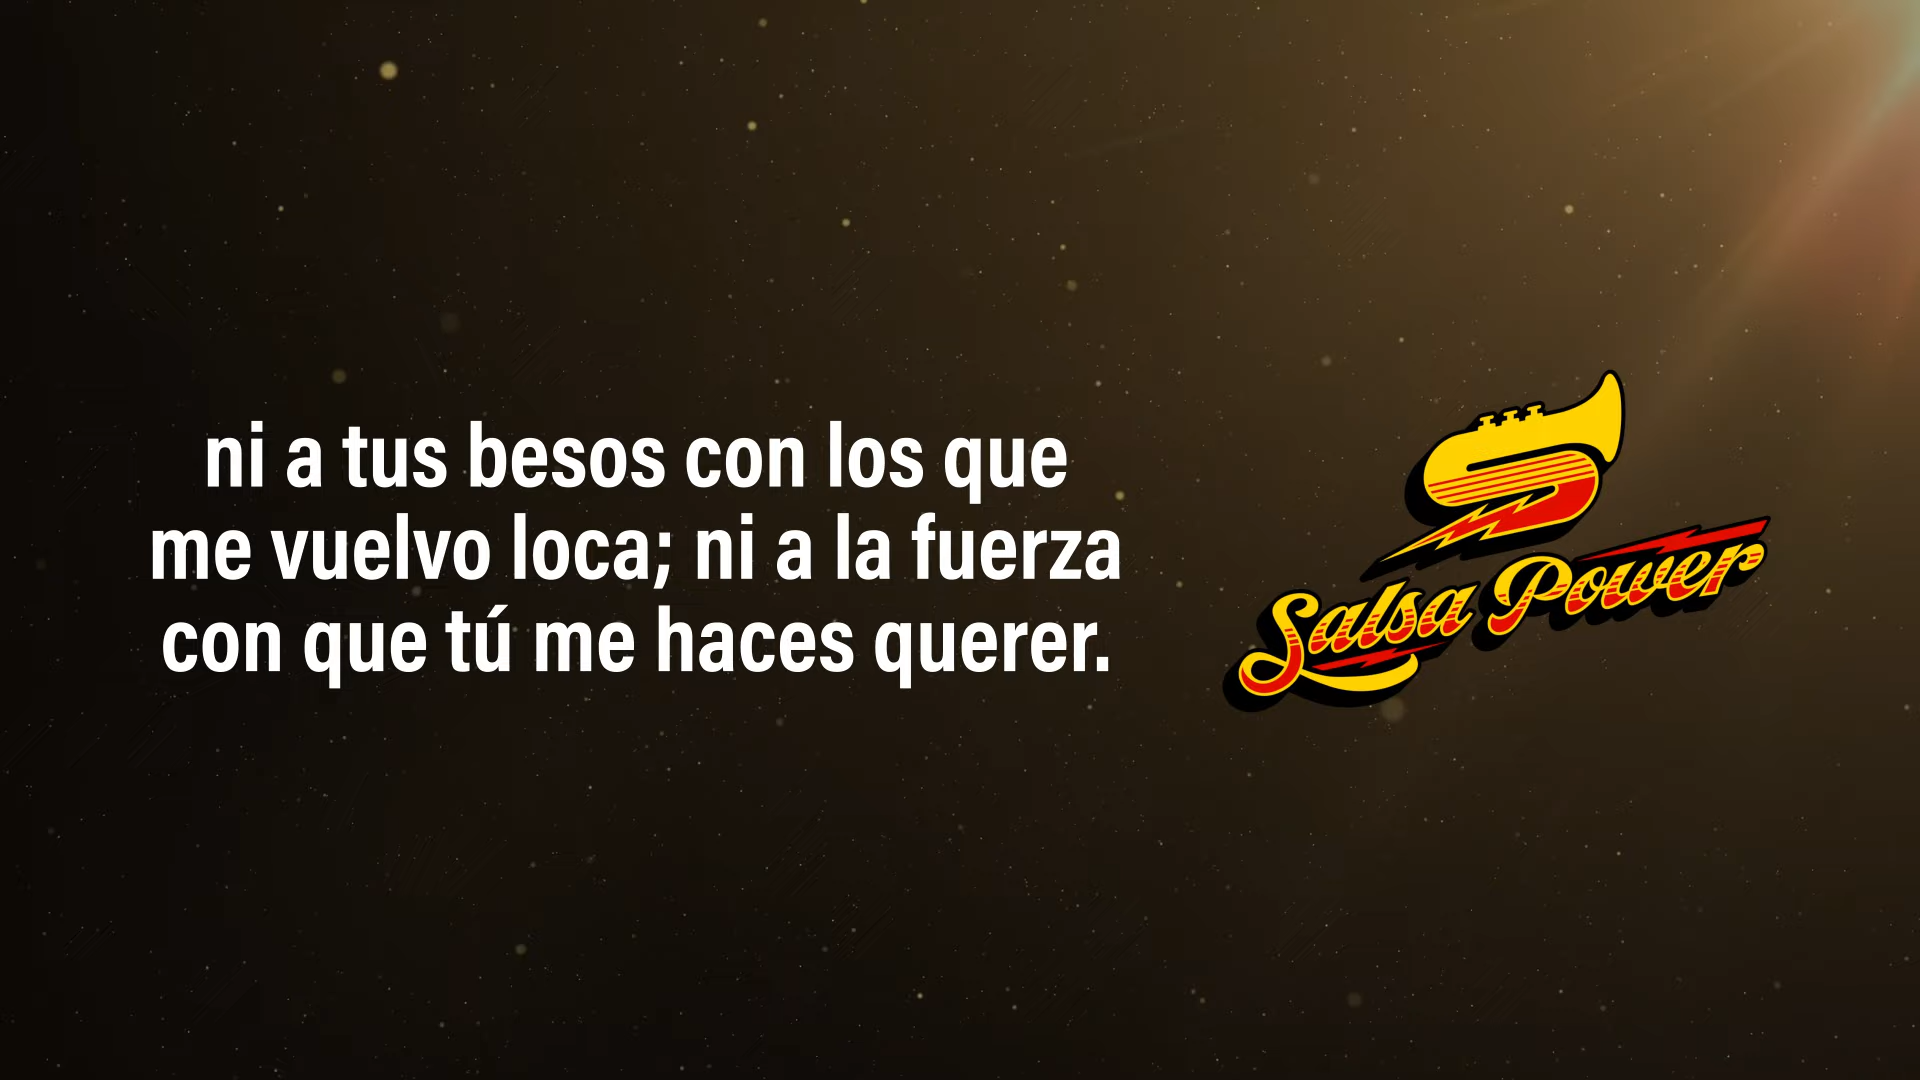 ni a tus besos con los que
me vuelvo loca; ni a la fuerza
con que tú me haces querer.
Salsa Power